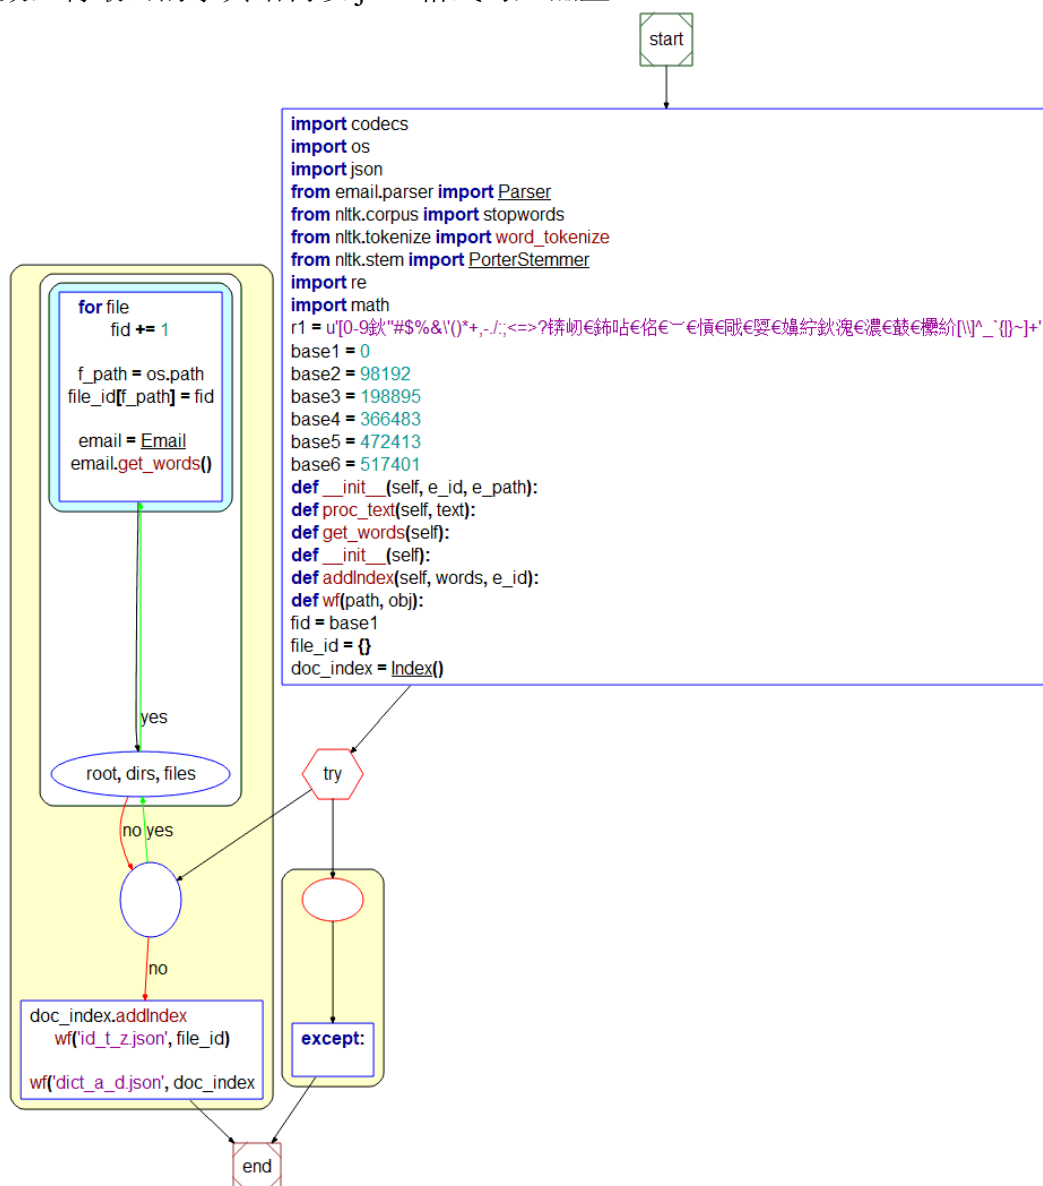 start
import codecs
import os
import json
from email.parser import Parser
from nltk.corpus import stopwords
from nltk.tokenize import word_tokenize
from nltk.stem import PorterStemmer
import re
import math
r1 = u'[0-9
base1 = 0
base2 = 98192
base3 = 198895
base4 = 366483
base5 = 472413
base6 = 517401
def __init__(self, e_id, e_path):
def proc_text(self, text):
def get_words(self):
def __init__(self):
def addIndex(self, words, e_id):
def wf(path, obj):
fid = base1
file_id = {}
doc_index = Index()
for file
fid += 1
f_path = os.path
file_id[f_path] = fid
email = Email
email.get_words()
yes
root, dirs, files
try
no yes
no
doc_index.addIndex
wf('id_t_z.json', file_id)
wf('dict_a_d.json', doc_index
except:
end